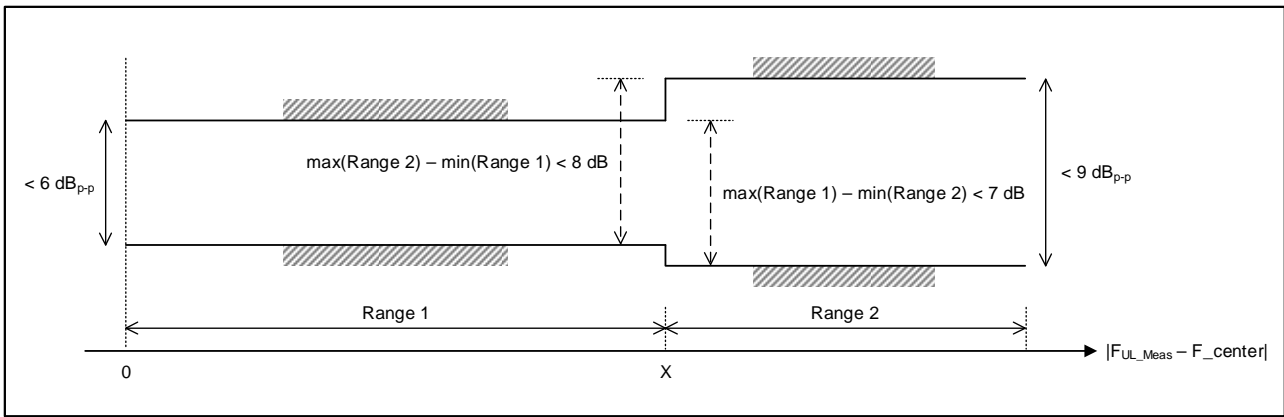 max(Range 2) – min(Range 1) < 8 dB
< 6 dBp-p
max(Range 1) – min(Range 2) < 7 dB
< 9 dBp-p
Range 1
Range 2
|FUL_Meas – F_center|
0
X